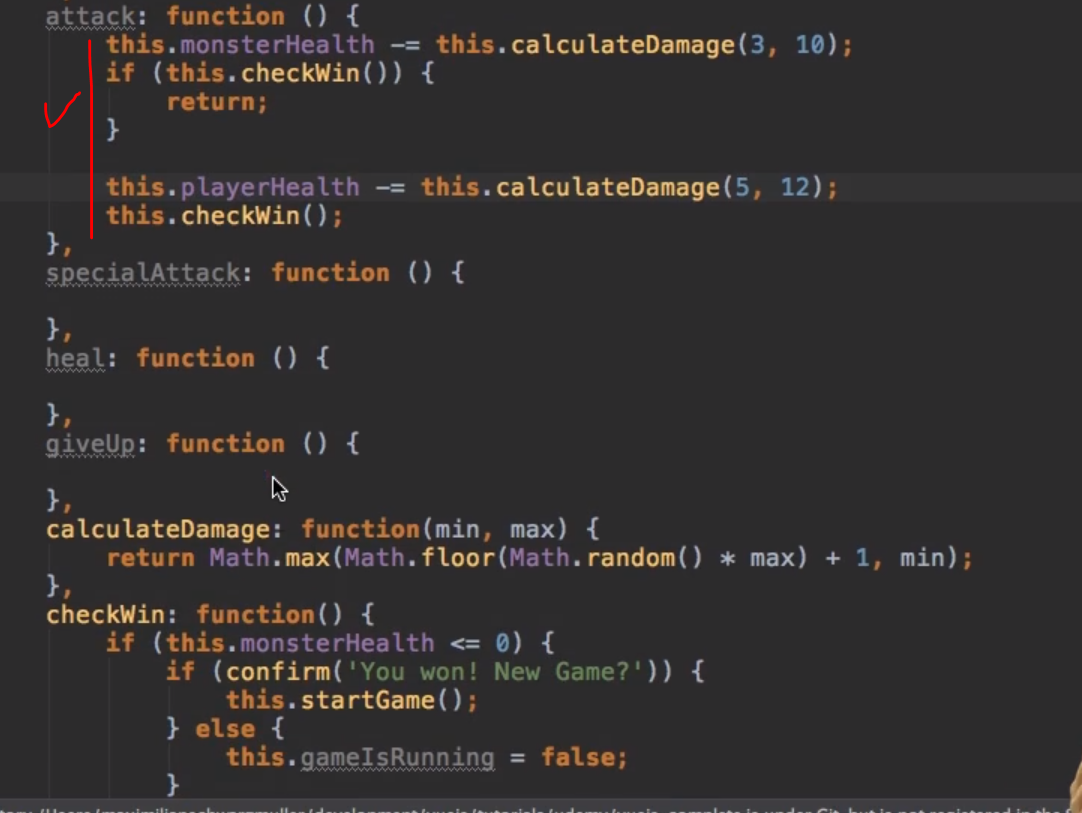 attack: function () {
this.monsterHealth -= this.calculateDamage(3, 10);
if (this.checkWin()) {
return;
}
this.playerHealth -= this.calculateDamage(5, 12);
this.checkWin();
},
specialAttack: function () {
},
heal: function () {
},
giveUp: function () {
},
calculateDamage: function(min, max) {
return Math.max(Math.floor(Math.random() * max) + 1, min);
},
checkWin: function() {
if (this.monsterHealth <= 0) {
if (confirm('You won! New Game?')) {
this.startGame();
} else {
this.gameIsRunning = false;
}